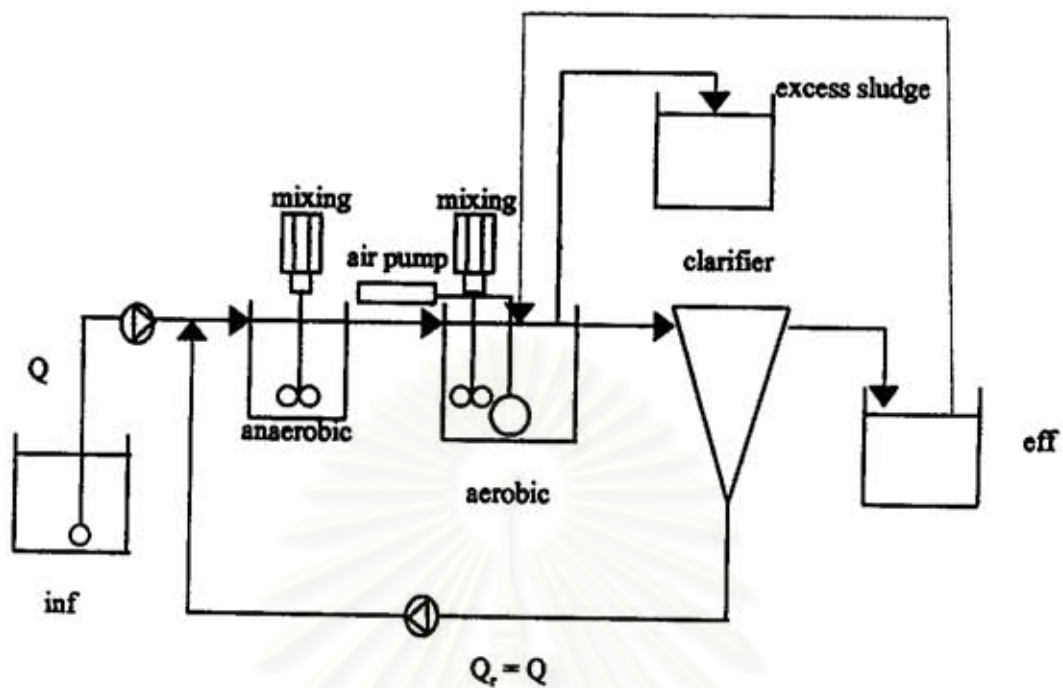 excess sludge
mixing
mixing
air pump
clarifier
Q
anaerobic
eff
aerobic
inf
Qᵣ = Q